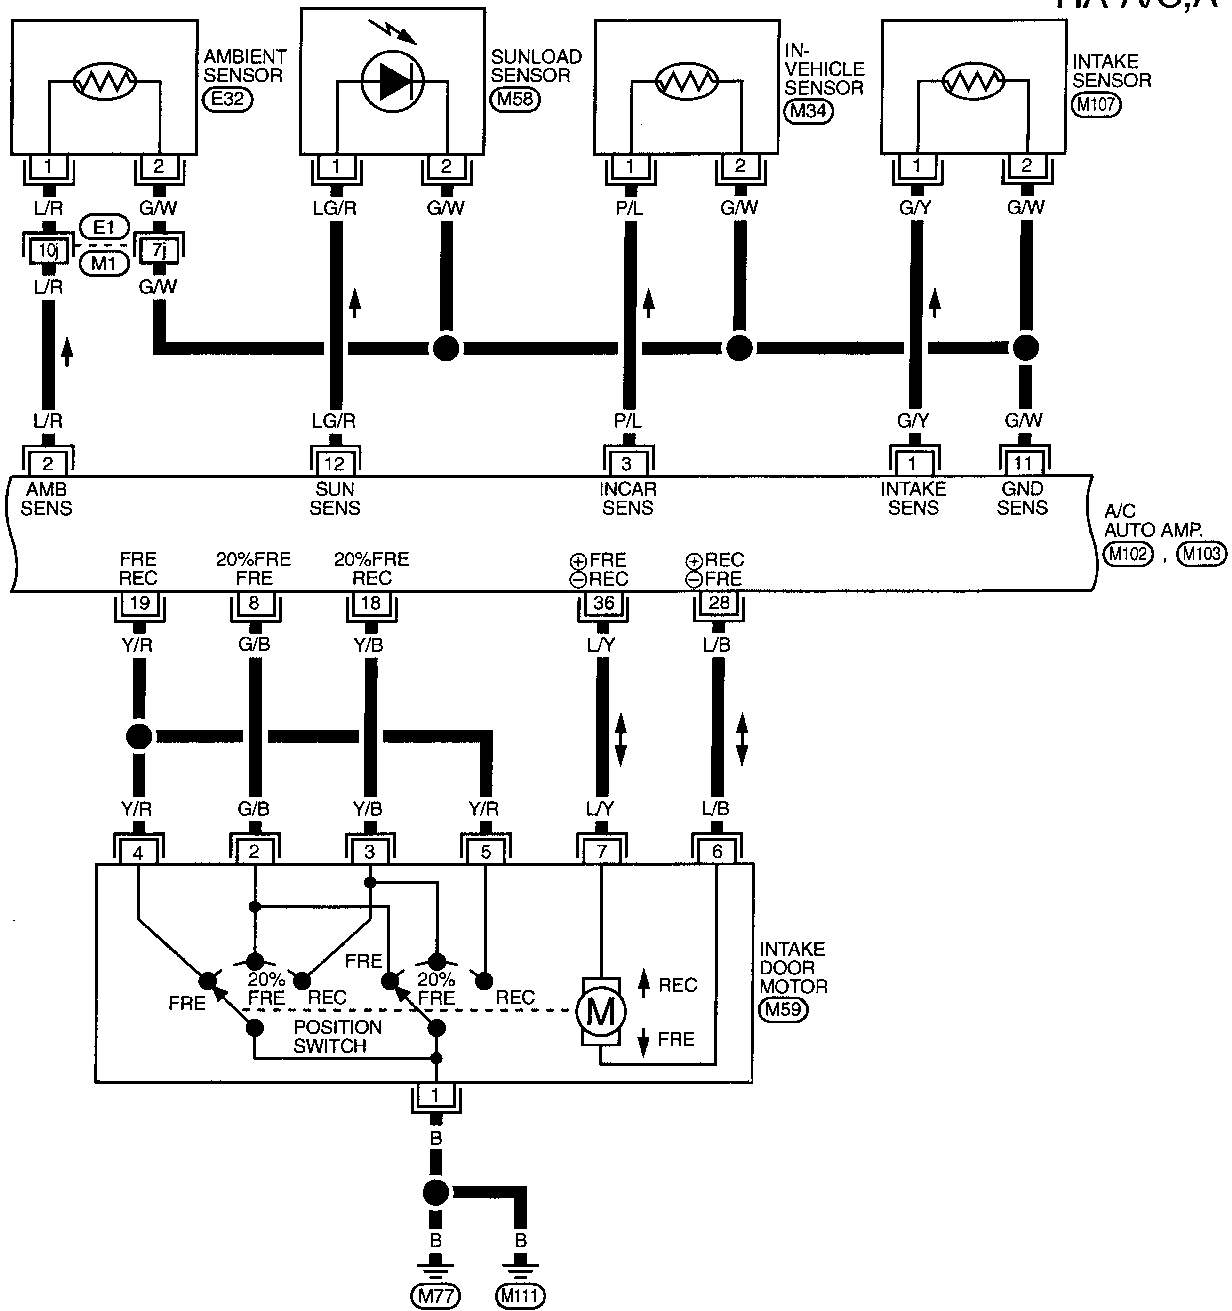 AMBIENT
SENSOR
E32
SUNLOAD
SENSOR
M58
IN-
VEHICLE
SENSOR
M34
INTAKE
SENSOR
M107
1 2 1 2 1 2 1 2
L/R G/W LG/R G/W P/L G/W G/Y G/W
E1
10j 7j
M1
L/R G/W
L/R LG/R P/L G/Y G/W
2 12 3 1 11
AMB
SENS
SUN
SENS
INCAR
SENS
INTAKE
SENS
GND
SENS
A/C
AUTO AMP.
M102 , M103
FRE
REC
20%FRE
FRE
20%FRE
REC
⊕FRE
⊖REC
⊕REC
⊖FRE
19 8 18 36 28
Y/R G/B Y/B L/Y L/B
Y/R G/B Y/B Y/R L/Y L/B
4 2 3 5 7 6
FRE
20%
FRE
REC
FRE
20%
FRE
REC
POSITION
SWITCH
M
REC
FRE
INTAKE
DOOR
MOTOR
M59
1
B
B B
M77 M111